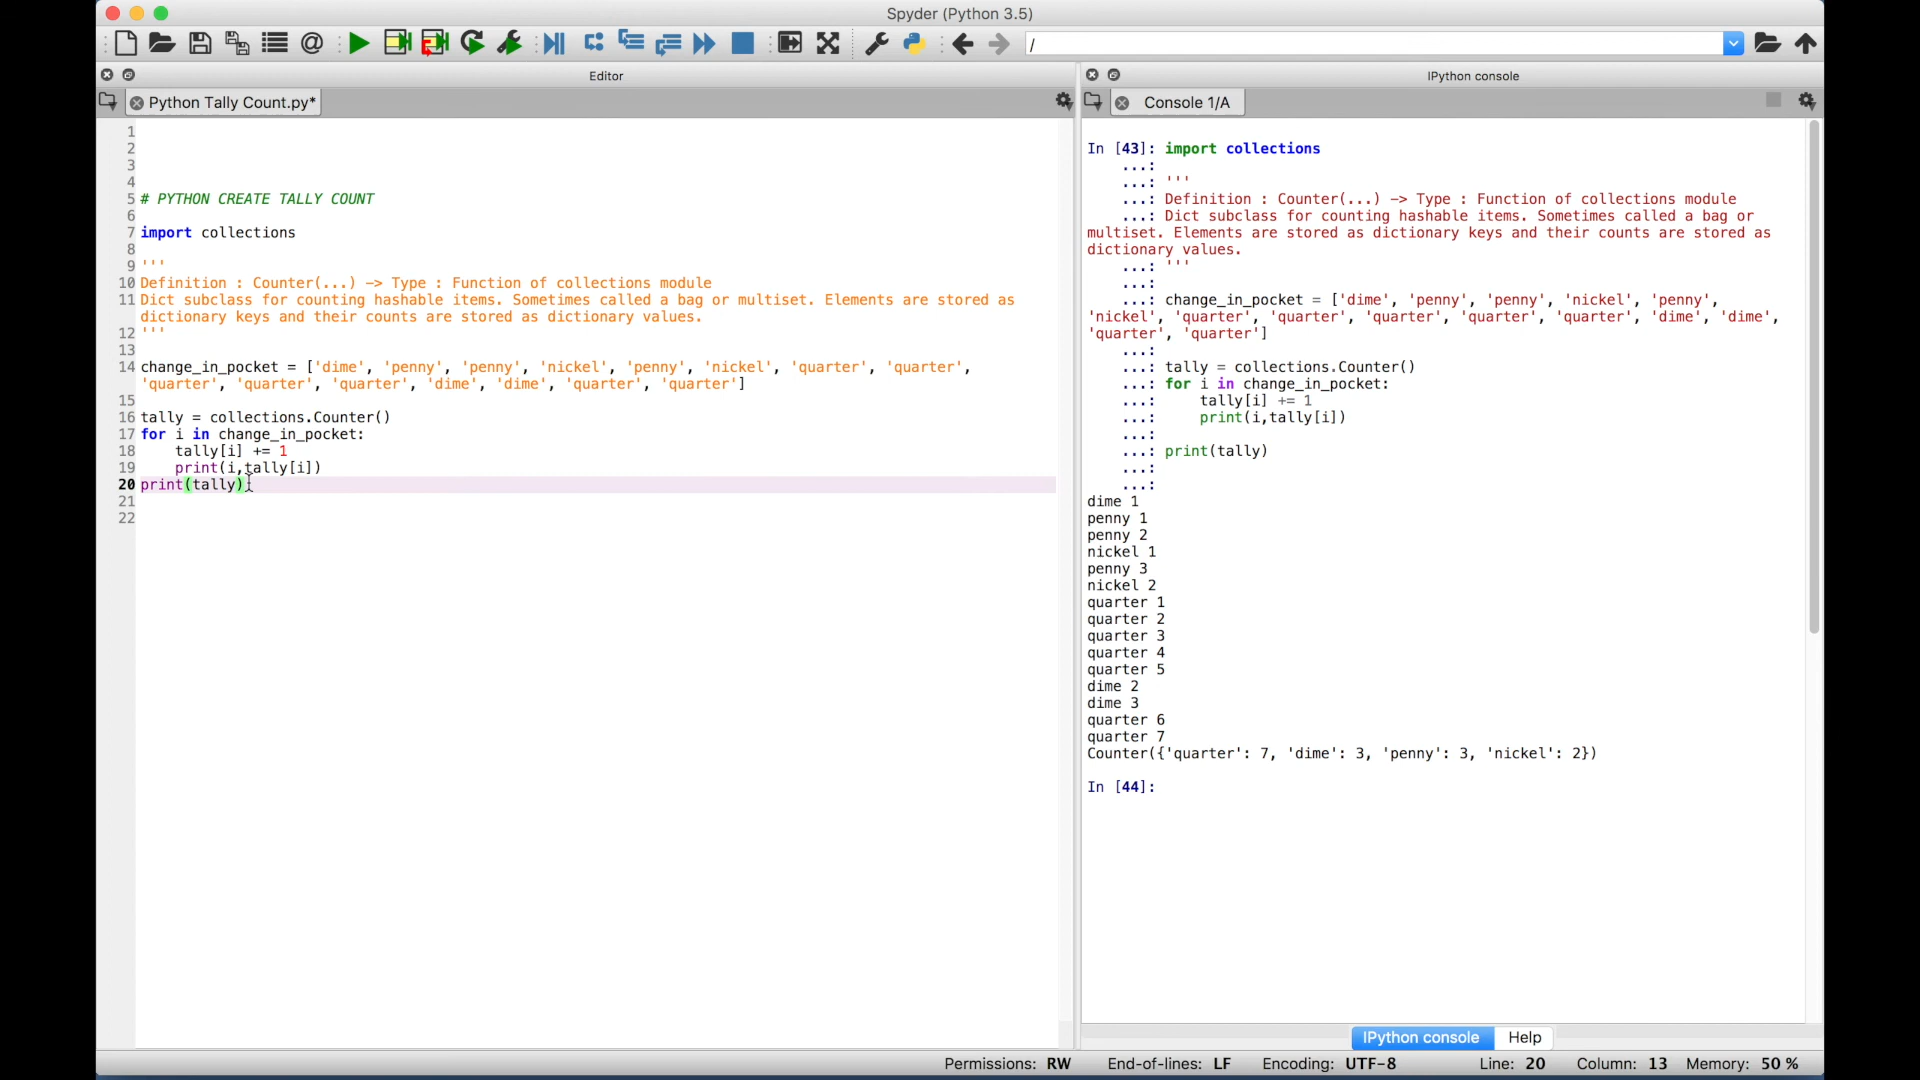 Spyder (Python 3.5)
/
Editor
Python Tally Count.py*
1
2
3
4
5 # PYTHON CREATE TALLY COUNT
6
7 import collections
8
9 '''
10 Definition : Counter(...) -> Type : Function of collections module
11 Dict subclass for counting hashable items. Sometimes called a bag or multiset. Elements are stored as
dictionary keys and their counts are stored as dictionary values.
12 '''
13
14 change_in_pocket = ['dime', 'penny', 'penny', 'nickel', 'penny', 'nickel', 'quarter', 'quarter',
'quarter', 'quarter', 'quarter', 'dime', 'dime', 'quarter', 'quarter']
15
16 tally = collections.Counter()
17 for i in change_in_pocket:
18     tally[i] += 1
19     print(i,tally[i])
20 print(tally)
21
22
IPython console
Console 1/A
In [43]: import collections
...:
...: '''
...: Definition : Counter(...) -> Type : Function of collections module
...: Dict subclass for counting hashable items. Sometimes called a bag or
multiset. Elements are stored as dictionary keys and their counts are stored as
dictionary values.
...: '''
...:
...: change_in_pocket = ['dime', 'penny', 'penny', 'nickel', 'penny',
'nickel', 'quarter', 'quarter', 'quarter', 'quarter', 'quarter', 'dime', 'dime',
'quarter', 'quarter']
...:
...: tally = collections.Counter()
...: for i in change_in_pocket:
...:     tally[i] += 1
...:     print(i,tally[i])
...:
...: print(tally)
...:
...:
dime 1
penny 1
penny 2
nickel 1
penny 3
nickel 2
quarter 1
quarter 2
quarter 3
quarter 4
quarter 5
dime 2
dime 3
quarter 6
quarter 7
Counter({'quarter': 7, 'dime': 3, 'penny': 3, 'nickel': 2})
In [44]:
IPython console Help
Permissions: RW End-of-lines: LF Encoding: UTF-8 Line: 20 Column: 13 Memory: 50 %